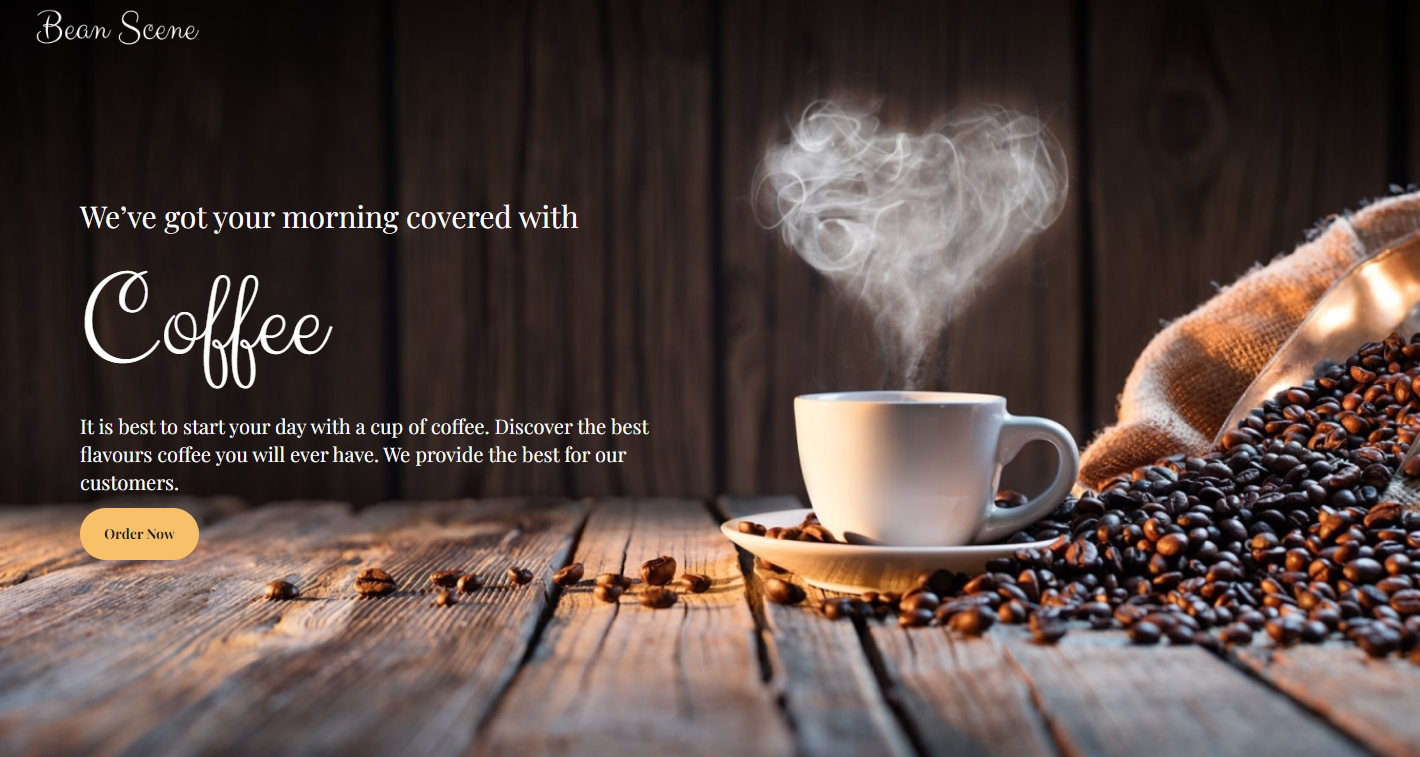 Bean Scene
We’ve got your morning covered with
Coffee
It is best to start your day with a cup of coffee. Discover the best
flavours coffee you will ever have. We provide the best for our
customers.
Order Now